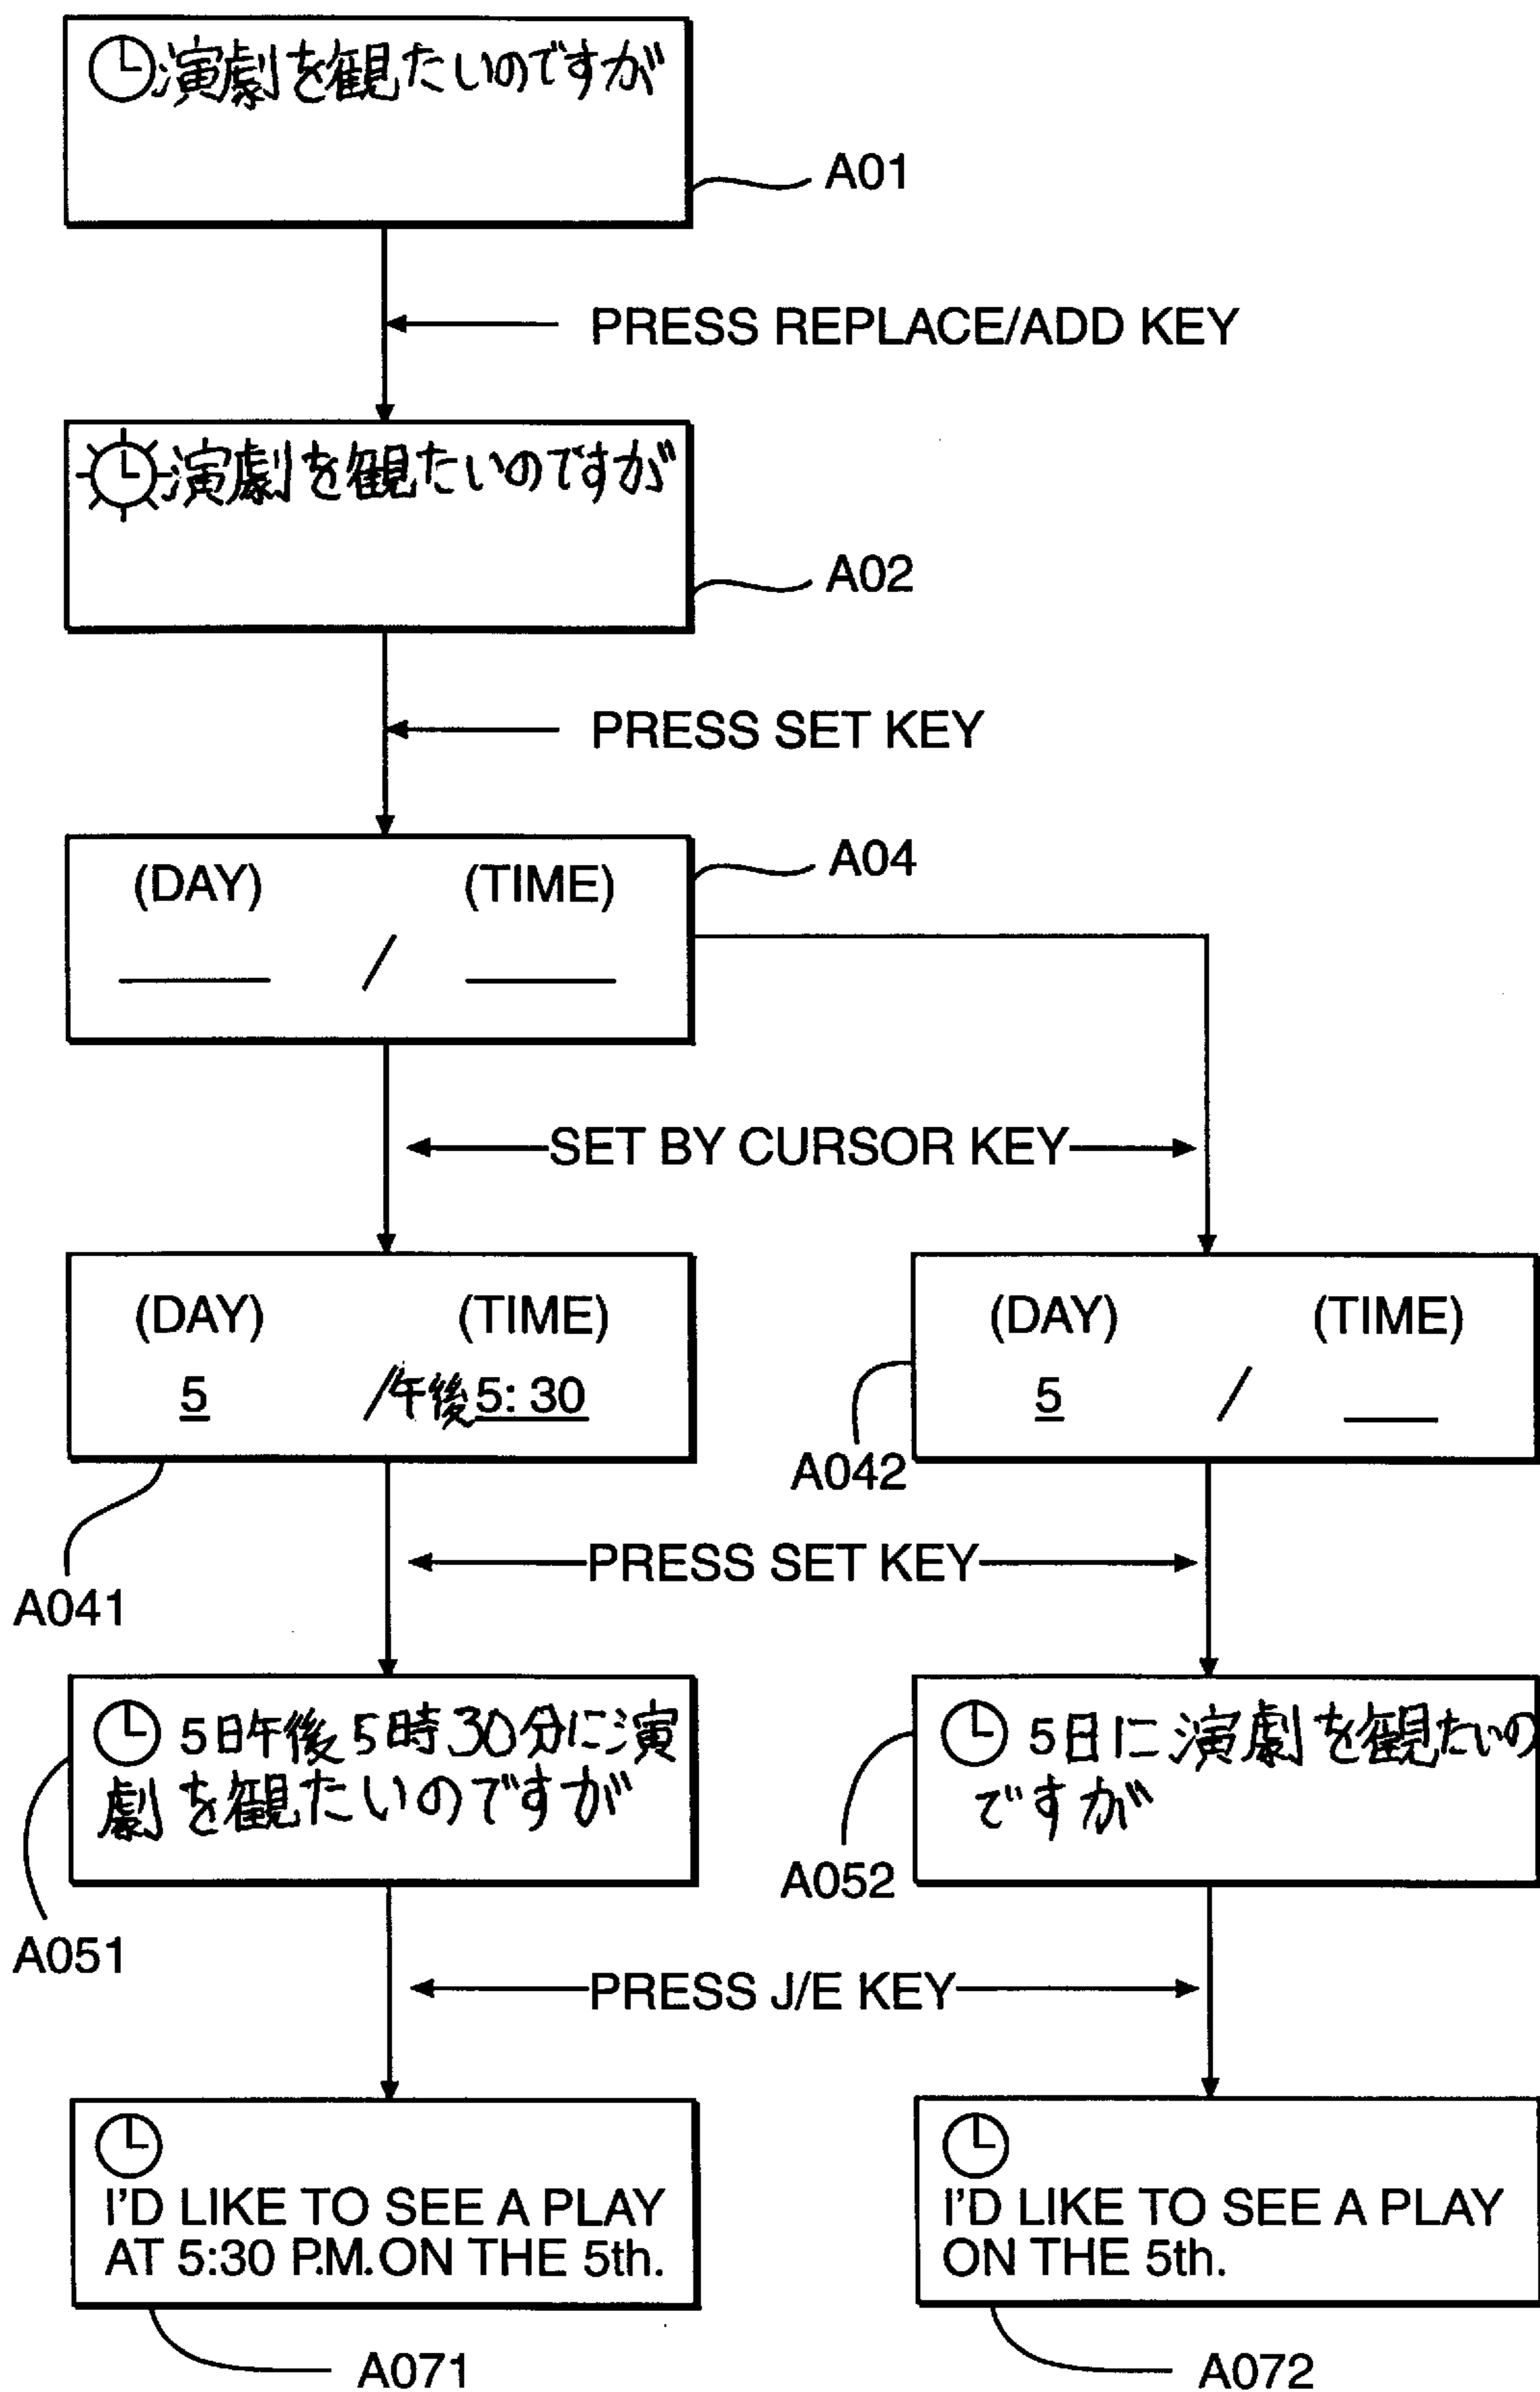 演劇を観たいのですが
A01
PRESS REPLACE/ADD KEY
演劇を観たいのですが
A02
PRESS SET KEY
A04
(DAY) (TIME)
/
SET BY CURSOR KEY
(DAY) (TIME)
5 /午後5:30
A041
(DAY) (TIME)
5 /
A042
PRESS SET KEY
5日午後5時30分に演
劇を観たいのですが
A051
5日に演劇を観たいの
ですが
A052
PRESS J/E KEY
I'D LIKE TO SEE A PLAY
AT 5:30 P.M. ON THE 5th.
A071
I'D LIKE TO SEE A PLAY
ON THE 5th.
A072